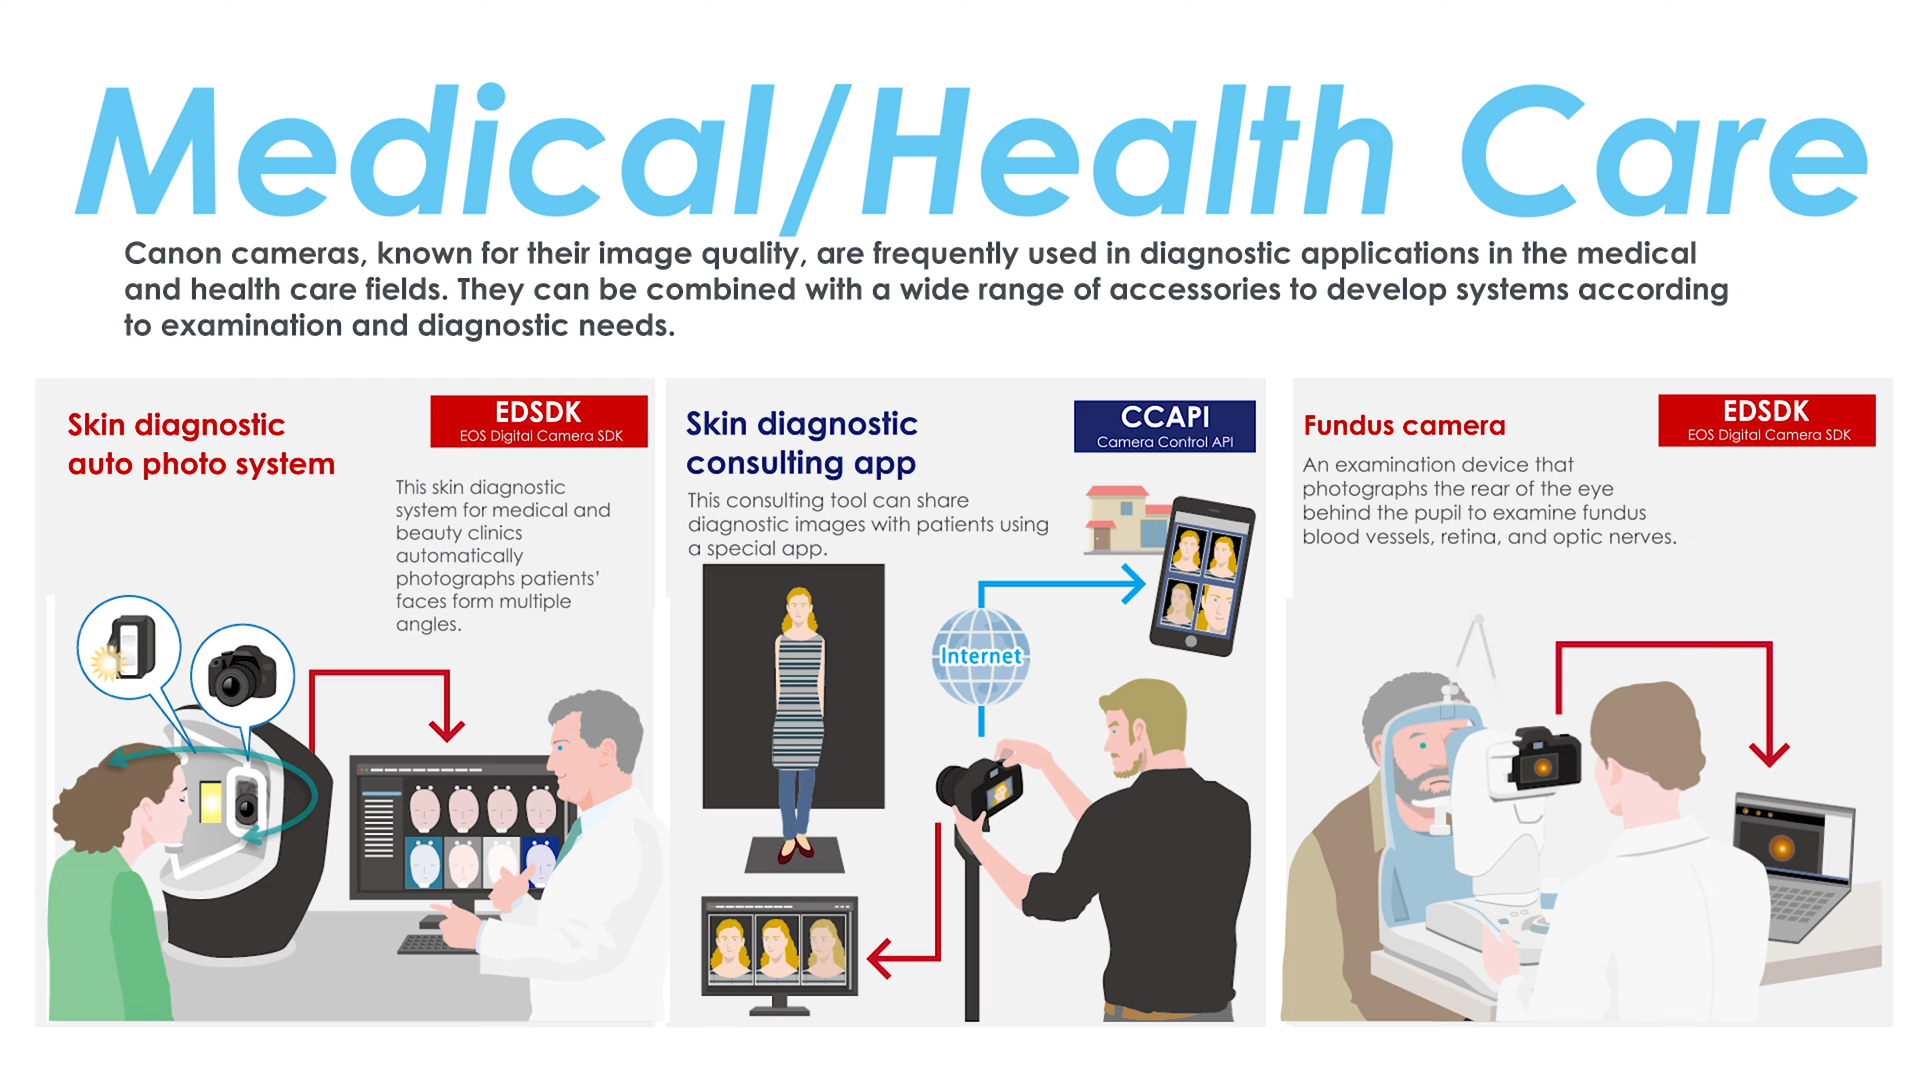 Medical/Health Care
Canon cameras, known for their image quality, are frequently used in diagnostic applications in the medical
and health care fields. They can be combined with a wide range of accessories to develop systems according
to examination and diagnostic needs.
Skin diagnostic
auto photo system
EDSDK
EOS Digital Camera SDK
This skin diagnostic
system for medical and
beauty clinics
automatically
photographs patients'
faces form multiple
angles.
Skin diagnostic
consulting app
CCAPI
Camera Control API
This consulting tool can share
diagnostic images with patients using
a special app.
Internet
Fundus camera
EDSDK
EOS Digital Camera SDK
An examination device that
photographs the rear of the eye
behind the pupil to examine fundus
blood vessels, retina, and optic nerves.